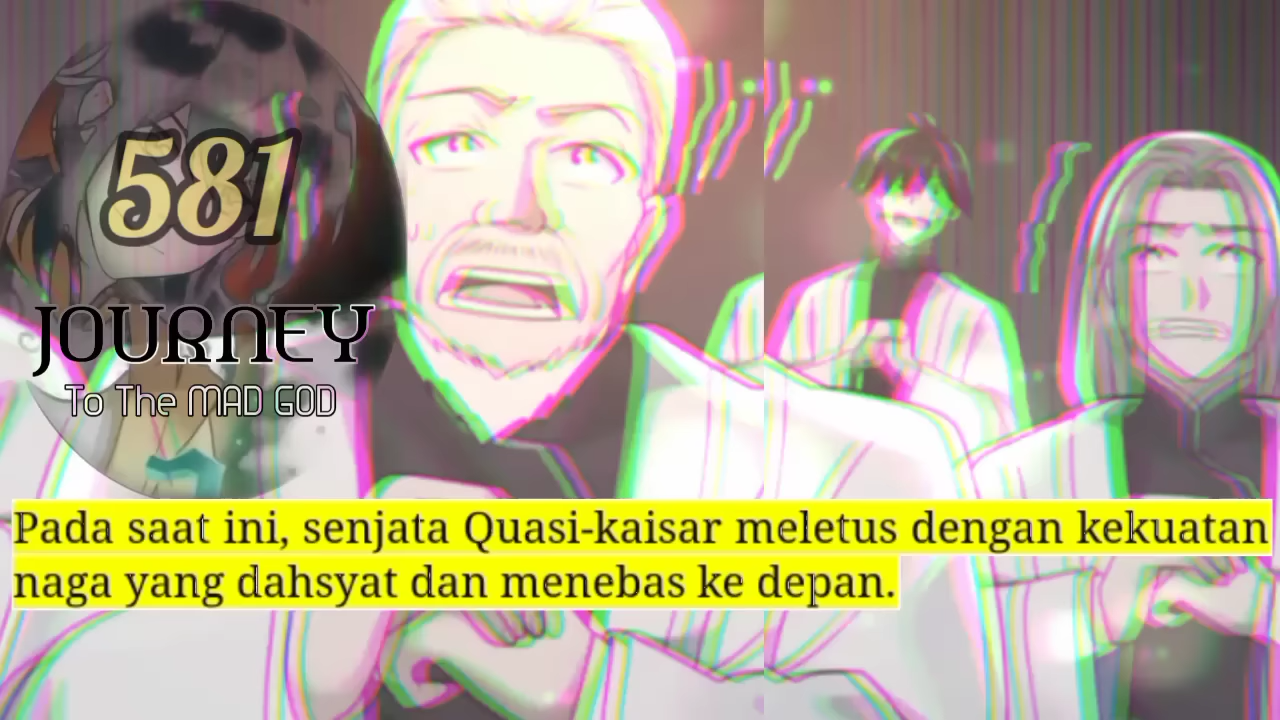 581
JOURNEY
To The MAD GOD
Pada saat ini, senjata Quasi-kaisar meletus dengan kekuatan
naga yang dahsyat dan menebas ke depan.